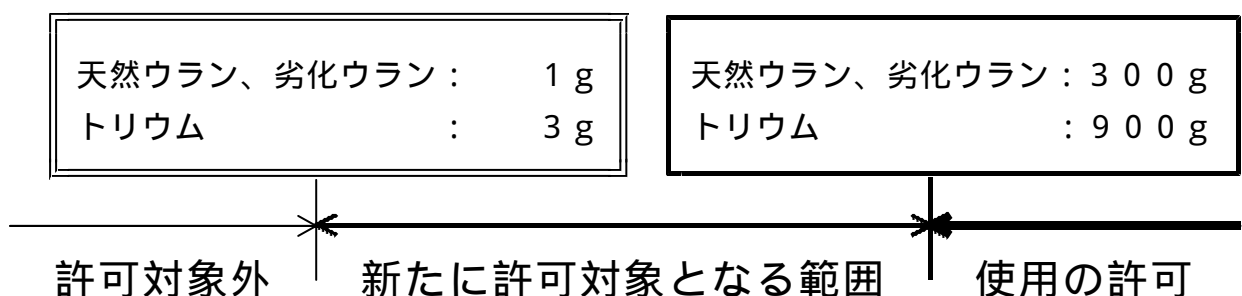 天然ウラン、劣化ウラン： 1ｇ
トリウム ： 3ｇ
天然ウラン、劣化ウラン：300ｇ
トリウム ：900ｇ
許可対象外 新たに許可対象となる範囲 使用の許可